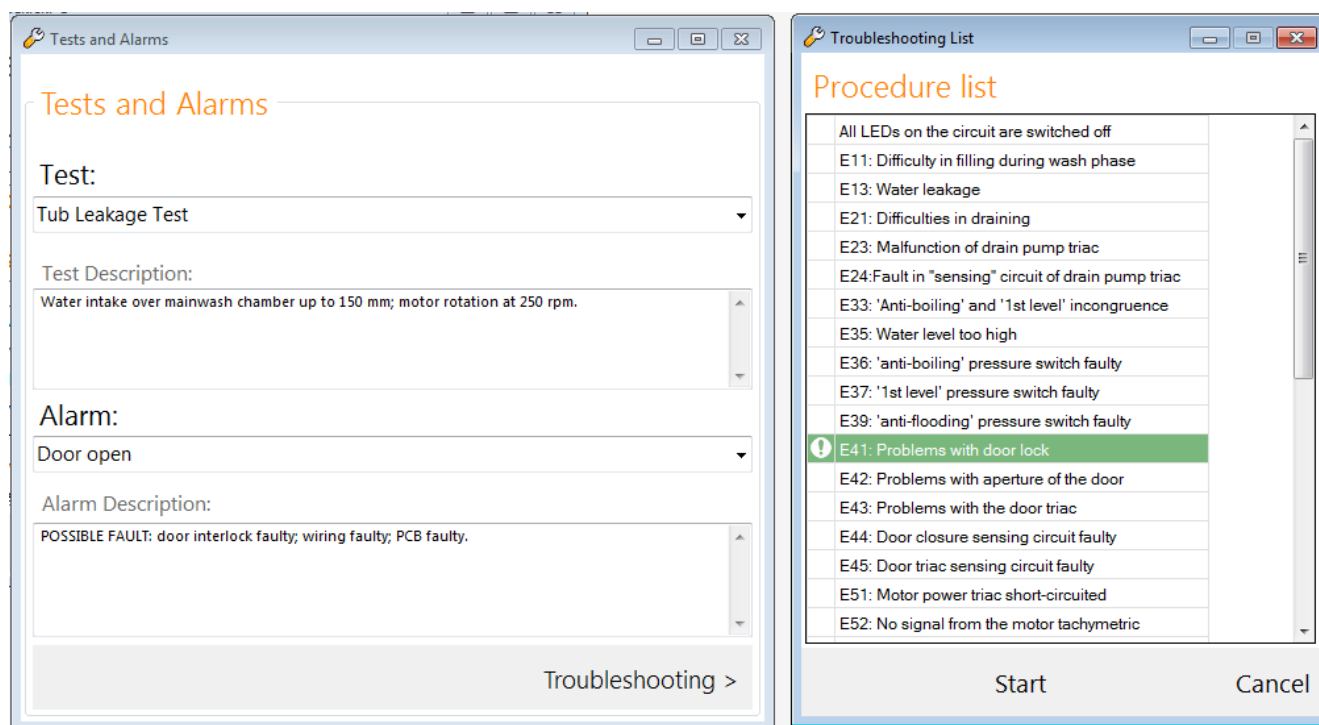 Tests and Alarms
Tests and Alarms
Test:
Tub Leakage Test
Test Description:
Water intake over mainwash chamber up to 150 mm; motor rotation at 250 rpm.
Alarm:
Door open
Alarm Description:
POSSIBLE FAULT: door interlock faulty; wiring faulty; PCB faulty.
Troubleshooting >
Troubleshooting List
Procedure list
All LEDs on the circuit are switched off
E11: Difficulty in filling during wash phase
E13: Water leakage
E21: Difficulties in draining
E23: Malfunction of drain pump triac
E24:Fault in "sensing" circuit of drain pump triac
E33: 'Anti-boiling' and '1st level' incongruence
E35: Water level too high
E36: 'anti-boiling' pressure switch faulty
E37: '1st level' pressure switch faulty
E39: 'anti-flooding' pressure switch faulty
E41: Problems with door lock
E42: Problems with aperture of the door
E43: Problems with the door triac
E44: Door closure sensing circuit faulty
E45: Door triac sensing circuit faulty
E51: Motor power triac short-circuited
E52: No signal from the motor tachymetric
Start
Cancel